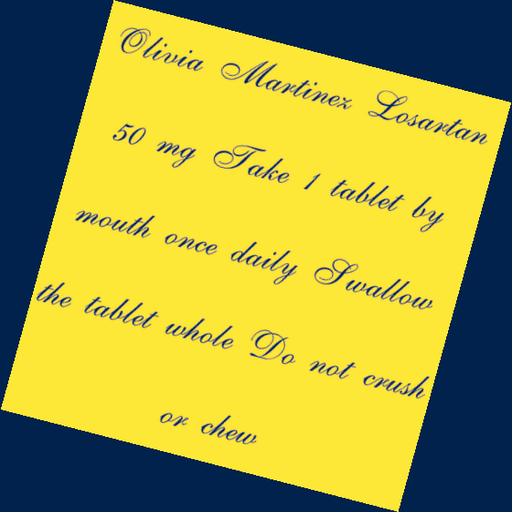 Olivia Martinez Losartan
50 mg Take 1 tablet by
mouth once daily Swallow
the tablet whole Do not crush
or chew